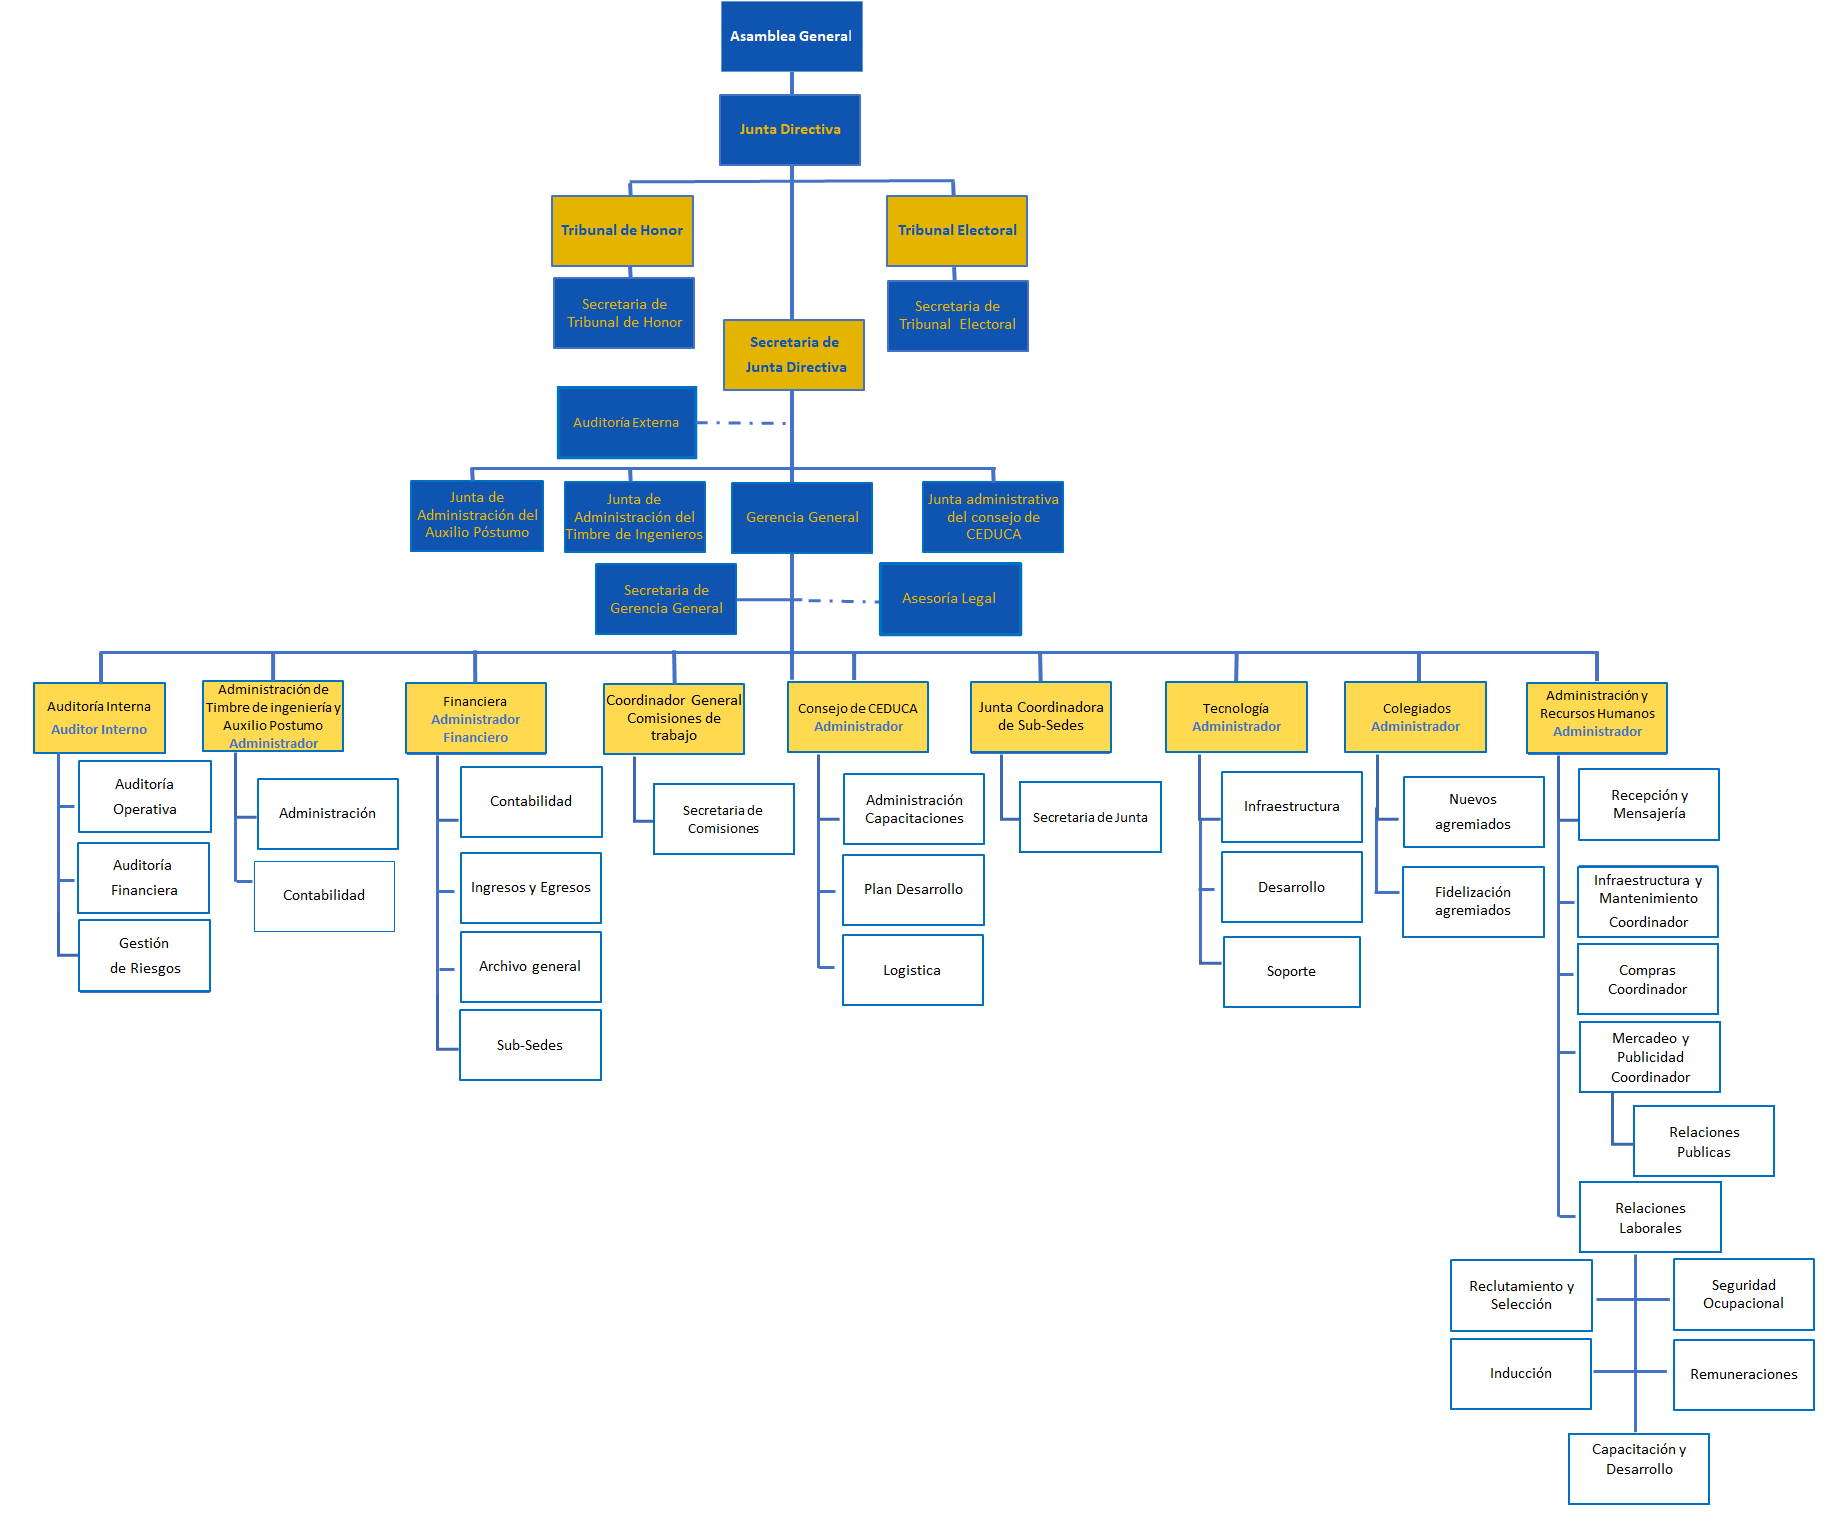 Asamblea General
Junta Directiva
Tribunal de Honor
Tribunal Electoral
Secretaria de
Tribunal de Honor
Secretaria de
Tribunal Electoral
Secretaria de
Junta Directiva
Auditoría Externa
Junta de
Administración del
Auxilio Póstumo
Junta de
Administración del
Timbre de Ingenieros
Gerencia General
Junta administrativa
del consejo de
CEDUCA
Secretaria de
Gerencia General
Asesoría Legal
Auditoría Interna
Auditor Interno
Administración de
Timbre de ingeniería y
Auxilio Postumo
Administrador
Financiera
Administrador
Financiero
Coordinador General
Comisiones de
trabajo
Consejo de CEDUCA
Administrador
Junta Coordinadora
de Sub-Sedes
Tecnología
Administrador
Colegiados
Administrador
Administración y
Recursos Humanos
Administrador
Auditoría
Operativa
Auditoría
Financiera
Gestión
de Riesgos
Administración
Contabilidad
Contabilidad
Ingresos y Egresos
Archivo general
Sub-Sedes
Secretaria de
Comisiones
Administración
Capacitaciones
Plan Desarrollo
Logistica
Secretaria de Junta
Infraestructura
Desarrollo
Soporte
Nuevos
agremiados
Fidelización
agremiados
Recepción y
Mensajería
Infraestructura y
Mantenimiento
Coordinador
Compras
Coordinador
Mercadeo y
Publicidad
Coordinador
Relaciones
Publicas
Relaciones
Laborales
Reclutamiento y
Selección
Seguridad
Ocupacional
Inducción
Remuneraciones
Capacitación y
Desarrollo